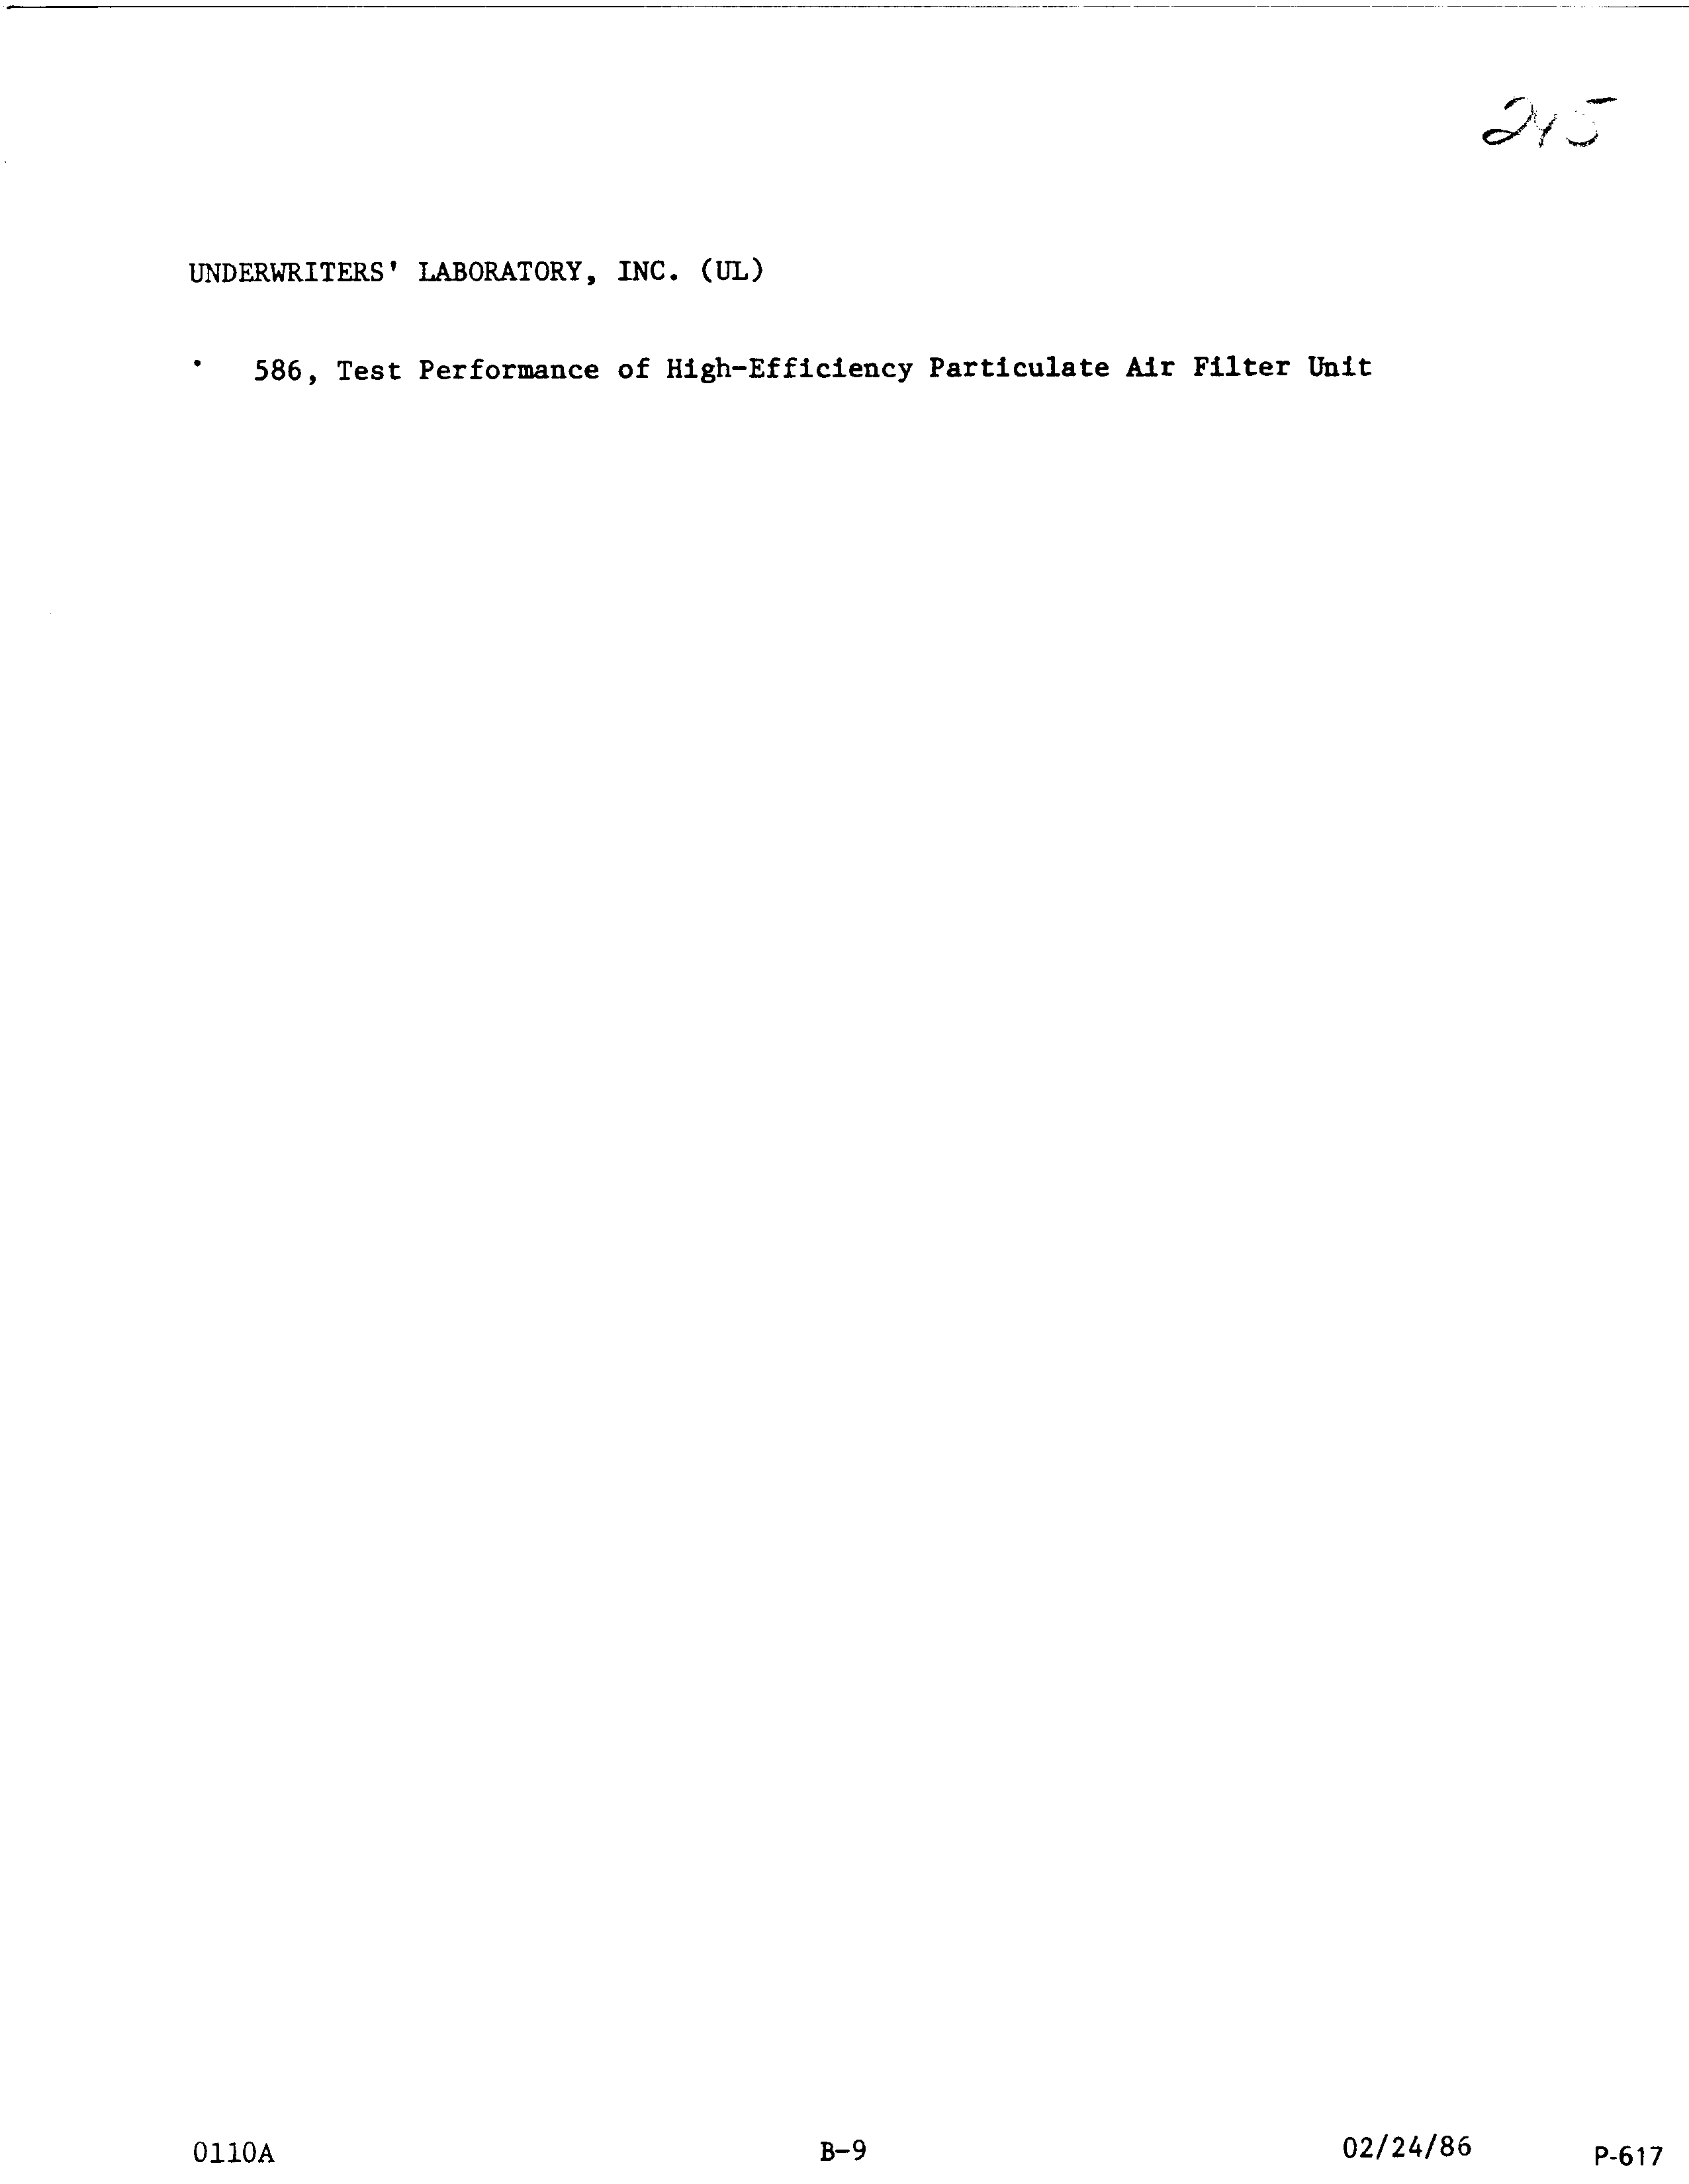 245
UNDERWRITERS' LABORATORY, INC. (UL)
· 586, Test Performance of High-Efficiency Particulate Air Filter Unit
0110A B-9 02/24/86 P-617